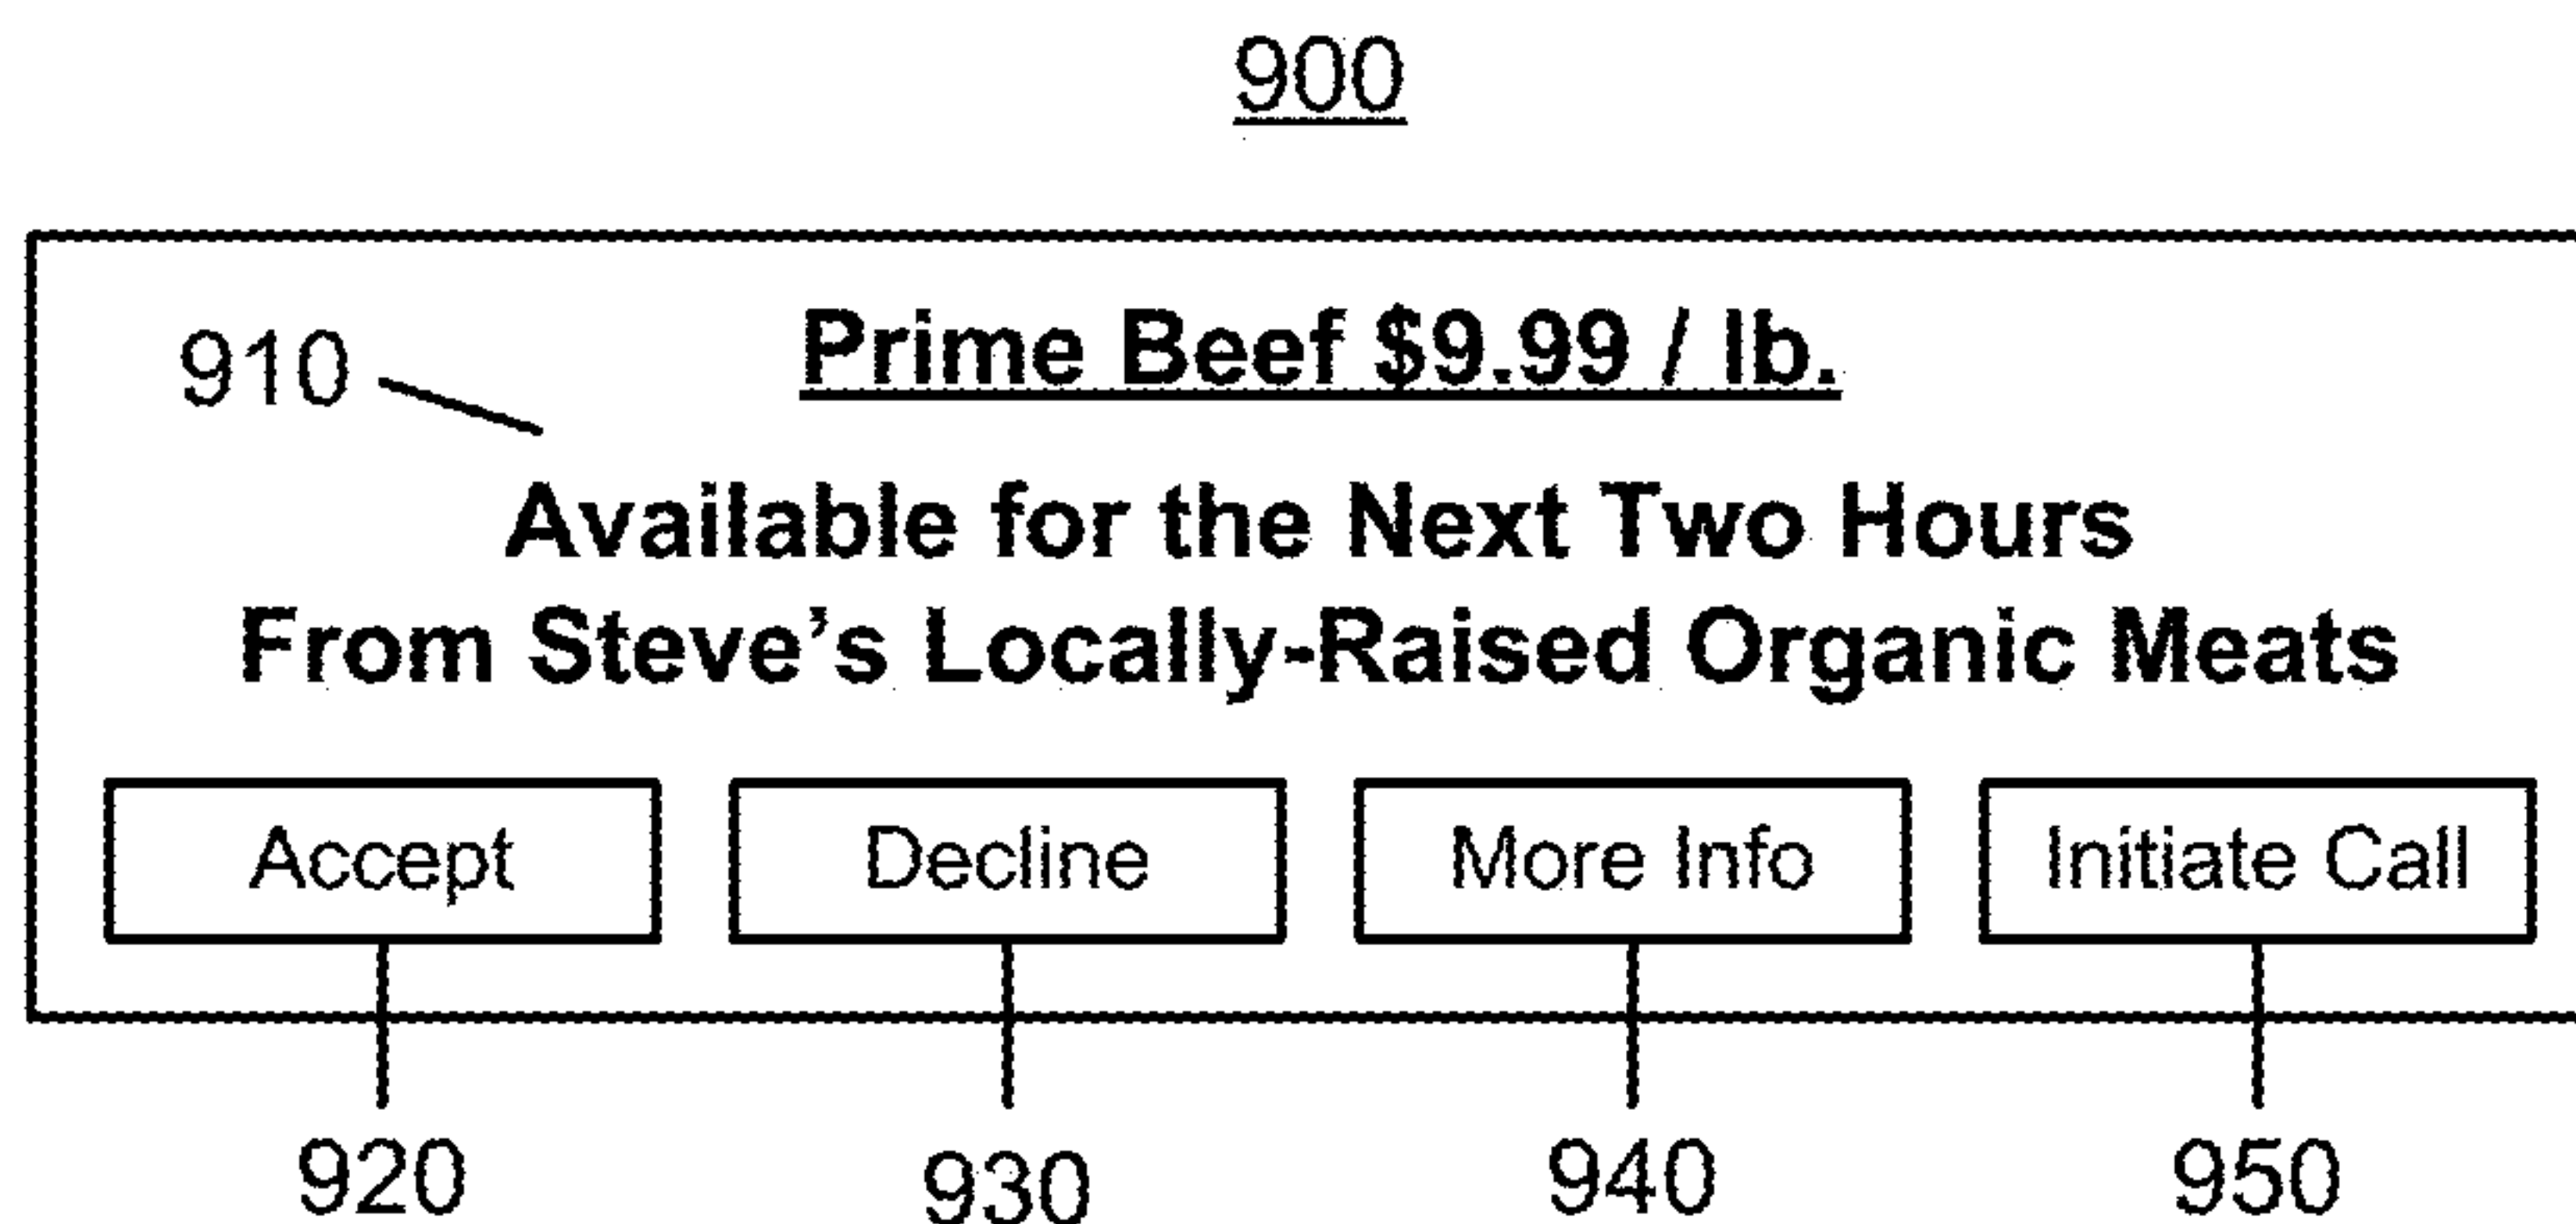 900
910
Prime Beef $9.99 / lb.
Available for the Next Two Hours
From Steve’s Locally-Raised Organic Meats
Accept Decline More Info Initiate Call
920 930 940 950